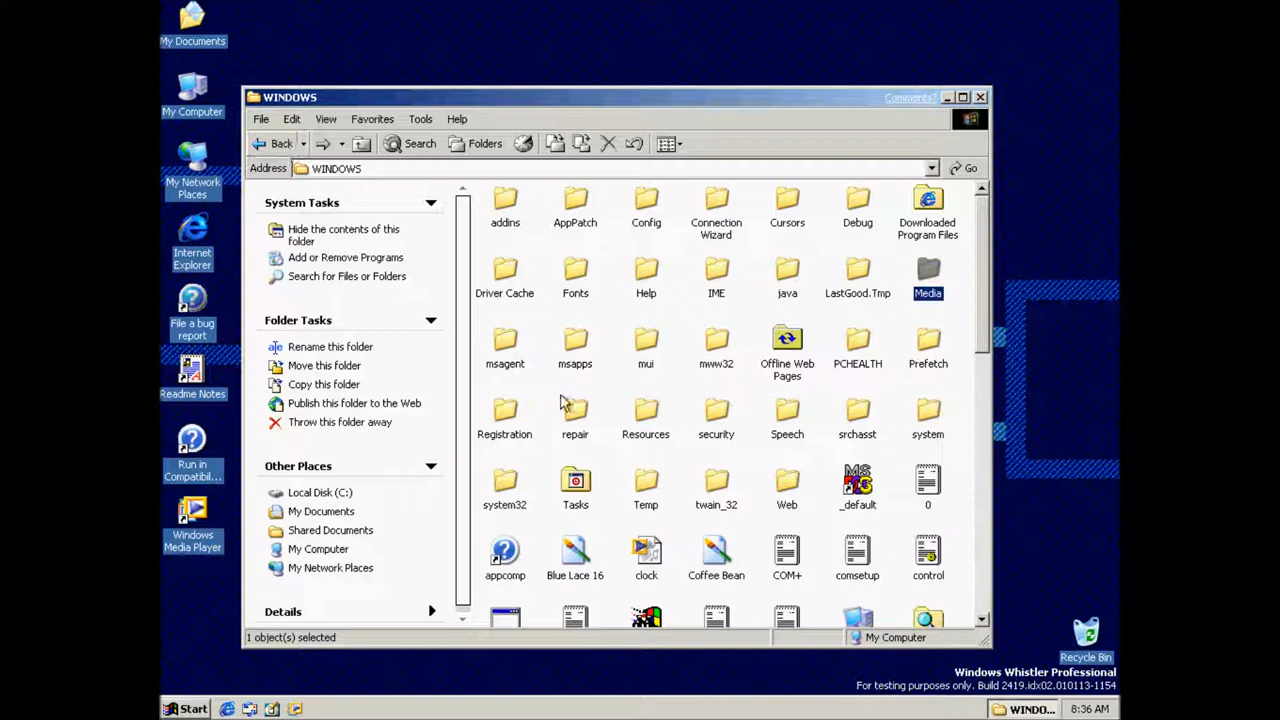 My Documents
My Computer
My Network
Places
Internet
Explorer
File a bug
report
Readme Notes
Run in
Compatibil...
Windows
Media Player
WINDOWS
Comments?
File Edit View Favorites Tools Help
Back Search Folders
Address WINDOWS Go
System Tasks
Hide the contents of this
folder
Add or Remove Programs
Search for Files or Folders
Folder Tasks
Rename this folder
Move this folder
Copy this folder
Publish this folder to the Web
Throw this folder away
Other Places
Local Disk (C:)
My Documents
Shared Documents
My Computer
My Network Places
Details
addins AppPatch Config Connection Wizard Cursors Debug Downloaded Program Files
Driver Cache Fonts Help IME java LastGood.Tmp Media
msagent msapps mui mww32 Offline Web Pages PCHEALTH Prefetch
Registration repair Resources security Speech srchasst system
system32 Tasks Temp twain_32 Web _default 0
appcomp Blue Lace 16 clock Coffee Bean COM+ comsetup control
1 object(s) selected
My Computer
Recycle Bin
Windows Whistler Professional
For testing purposes only. Build 2419.idx02.010113-1154
Start
WINDO...
8:36 AM